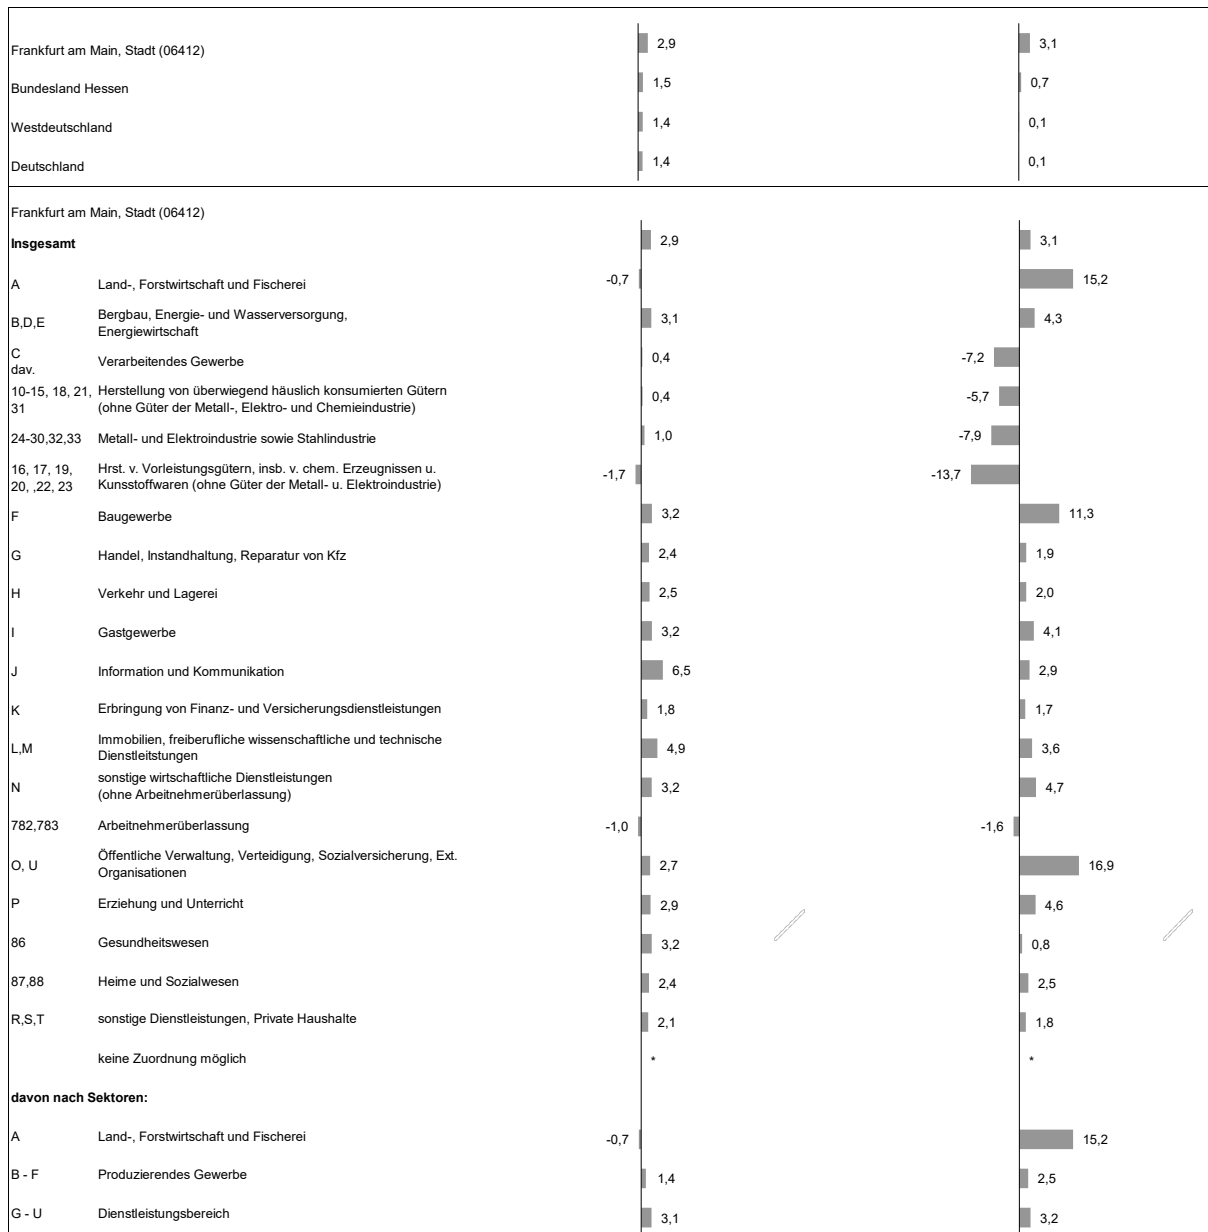 Frankfurt am Main, Stadt (06412) 2,9 3,1
Bundesland Hessen 1,5 0,7
Westdeutschland 1,4 0,1
Deutschland 1,4 0,1
Frankfurt am Main, Stadt (06412)
Insgesamt 2,9 3,1
A Land-, Forstwirtschaft und Fischerei -0,7 15,2
B,D,E Bergbau, Energie- und Wasserversorgung,
Energiewirtschaft 3,1 4,3
C
dav. Verarbeitendes Gewerbe 0,4 -7,2
10-15, 18, 21, Herstellung von überwiegend häuslich konsumierten Gütern
31 (ohne Güter der Metall-, Elektro- und Chemieindustrie) 0,4 -5,7
24-30,32,33 Metall- und Elektroindustrie sowie Stahlindustrie 1,0 -7,9
16, 17, 19, Hrst. v. Vorleistungsgütern, insb. v. chem. Erzeugnissen u.
20, ,22, 23 Kunsstoffwaren (ohne Güter der Metall- u. Elektroindustrie) -1,7 -13,7
F Baugewerbe 3,2 11,3
G Handel, Instandhaltung, Reparatur von Kfz 2,4 1,9
H Verkehr und Lagerei 2,5 2,0
I Gastgewerbe 3,2 4,1
J Information und Kommunikation 6,5 2,9
K Erbringung von Finanz- und Versicherungsdienstleistungen 1,8 1,7
L,M Immobilien, freiberufliche wissenschaftliche und technische
Dienstleitstungen 4,9 3,6
N sonstige wirtschaftliche Dienstleistungen
(ohne Arbeitnehmerüberlassung) 3,2 4,7
782,783 Arbeitnehmerüberlassung -1,0 -1,6
O, U Öffentliche Verwaltung, Verteidigung, Sozialversicherung, Ext.
Organisationen 2,7 16,9
P Erziehung und Unterricht 2,9 4,6
86 Gesundheitswesen 3,2 0,8
87,88 Heime und Sozialwesen 2,4 2,5
R,S,T sonstige Dienstleistungen, Private Haushalte 2,1 1,8
keine Zuordnung möglich * *
davon nach Sektoren:
A Land-, Forstwirtschaft und Fischerei -0,7 15,2
B - F Produzierendes Gewerbe 1,4 2,5
G - U Dienstleistungsbereich 3,1 3,2